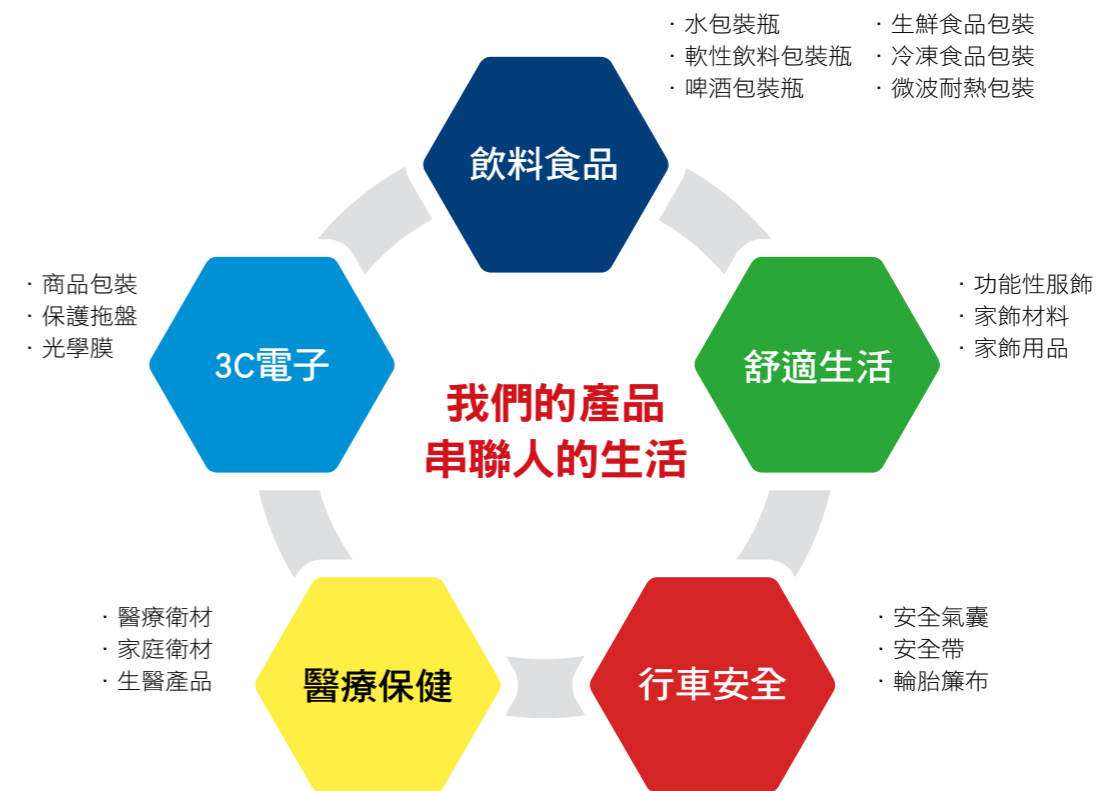 · 水包裝瓶
· 軟性飲料包裝瓶
· 啤酒包裝瓶
· 生鮮食品包裝
· 冷凍食品包裝
· 微波耐熱包裝
飲料食品
· 商品包裝
· 保護拖盤
· 光學膜
3C電子
舒適生活
· 功能性服飾
· 家飾材料
· 家飾用品
我們的產品
串聯人的生活
· 醫療衛材
· 家庭衛材
· 生醫產品
醫療保健
行車安全
· 安全氣囊
· 安全帶
· 輪胎簾布